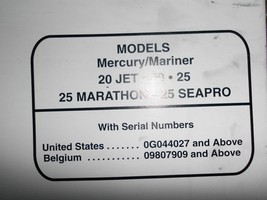 MODELS
Mercury/Mariner
20 JET • • 25
25 MARATHON 25 SEAPRO
With Serial Numbers
United States ....... 0G044027 and Above
Belgium ........... 09807909 and Above